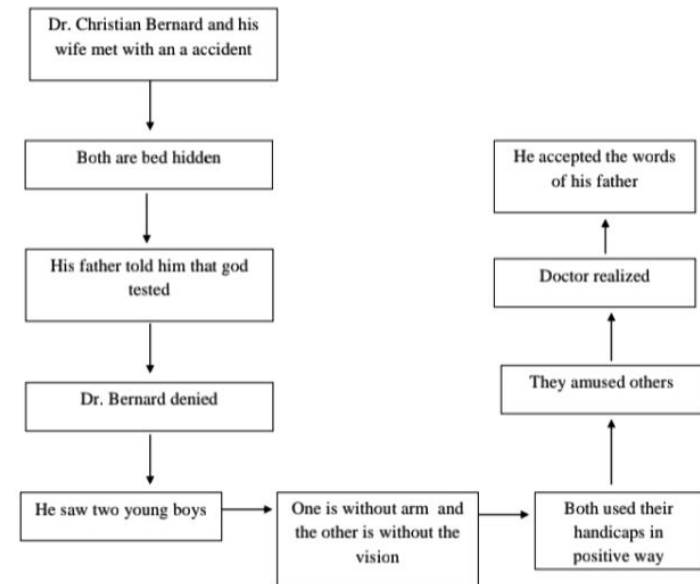 Dr. Christian Bernard and his
wife met with an a accident
Both are bed hidden
His father told him that god
tested
Dr. Bernard denied
He saw two young boys
One is without arm and
the other is without the
vision
Both used their
handicaps in
positive way
They amused others
Doctor realized
He accepted the words
of his father